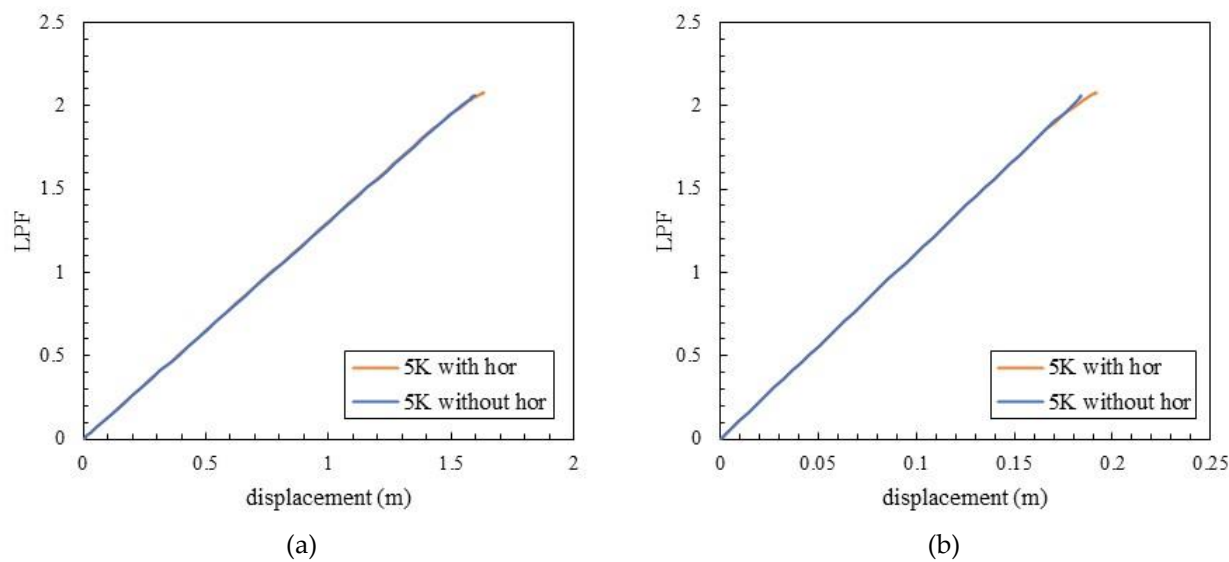 2.5
2
1.5
1
0.5
0
LPF
5K with hor
5K without hor
0 0.5 1 1.5 2
displacement (m)
(a)
2.5
2
1.5
1
0.5
0
LPF
5K with hor
5K without hor
0 0.05 0.1 0.15 0.2 0.25
displacement (m)
(b)